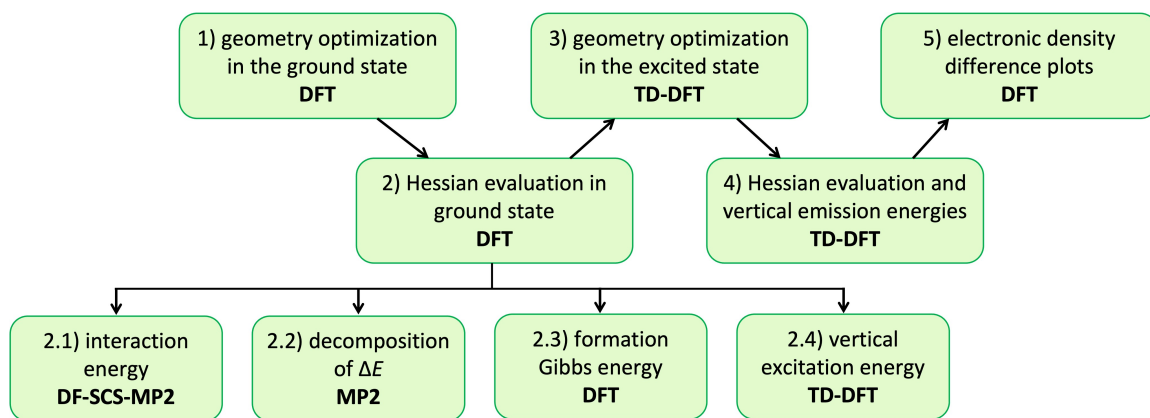 1) geometry optimization
in the ground state
DFT
3) geometry optimization
in the excited state
TD-DFT
5) electronic density
difference plots
DFT
2) Hessian evaluation in
ground state
DFT
4) Hessian evaluation and
vertical emission energies
TD-DFT
2.1) interaction
energy
DF-SCS-MP2
2.2) decomposition
of ΔE
MP2
2.3) formation
Gibbs energy
DFT
2.4) vertical
excitation energy
TD-DFT